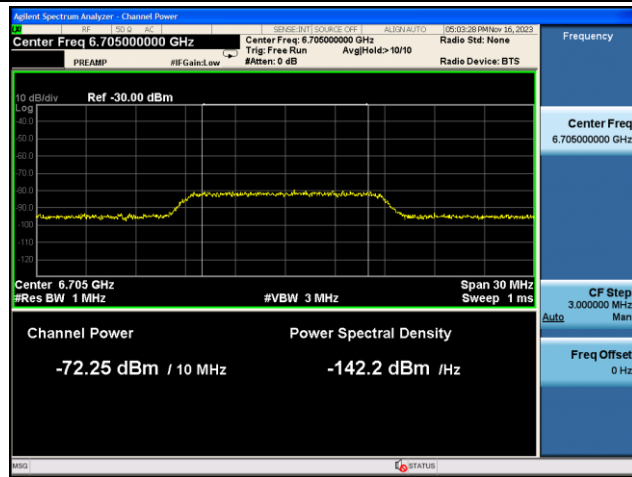 Agilent Spectrum Analyzer - Channel Power
LXI RF 50 Ω AC SENSE:INT SOURCE OFF ALIGN AUTO 05:03:28 PM Nov 16, 2023
Center Freq 6.705000000 GHz
Center Freq: 6.705000000 GHz
Radio Std: None
Trig: Free Run Avg|Hold:> 10/10
PREAMP #IFGain:Low #Atten: 0 dB Radio Device: BTS
10 dB/div Ref -30.00 dBm
Log
-40.0
-50.0
-60.0
-70.0
-80.0
-90.0
-100
-110
-120
Center 6.705 GHz Span 30 MHz
#Res BW 1 MHz #VBW 3 MHz Sweep 1 ms
Channel Power Power Spectral Density
-72.25 dBm / 10 MHz -142.2 dBm /Hz
MSG STATUS
Frequency
Center Freq
6.705000000 GHz
CF Step
3.000000 MHz
Auto Man
Freq Offset
0 Hz